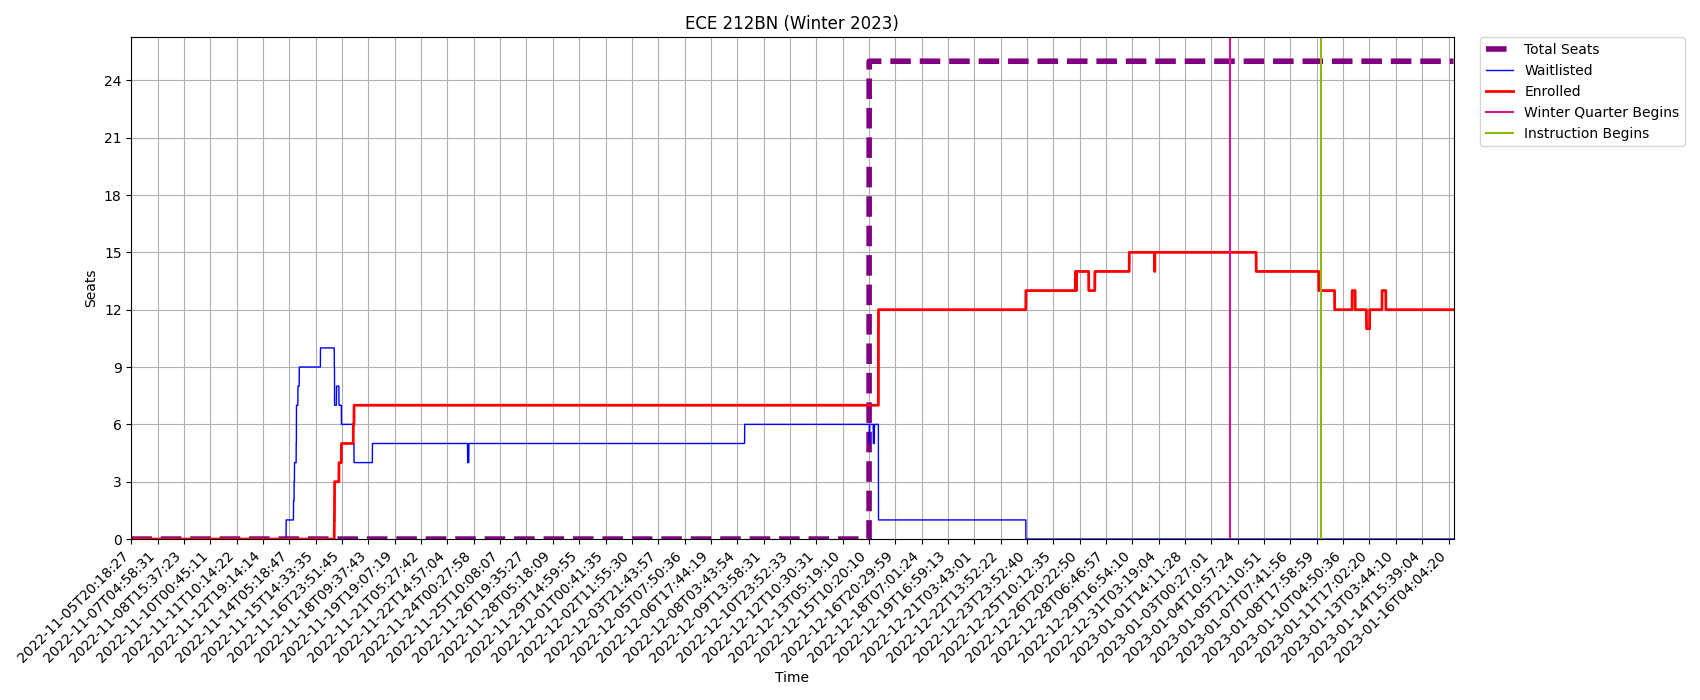 ECE 212BN (Winter 2023)
Total Seats
Waitlisted
Enrolled
Winter Quarter Begins
Instruction Begins
Seats
24
21
18
15
12
9
6
3
0
2022-11-05T20:18:27
2022-11-07T04:58:31
2022-11-08T15:37:23
2022-11-10T00:45:11
2022-11-11T10:14:22
2022-11-12T19:14:14
2022-11-14T05:18:47
2022-11-15T14:33:35
2022-11-16T23:51:45
2022-11-18T09:37:43
2022-11-19T19:07:19
2022-11-21T05:27:42
2022-11-22T14:57:04
2022-11-24T00:27:58
2022-11-25T10:08:07
2022-11-26T19:35:27
2022-11-28T05:18:09
2022-11-29T14:59:55
2022-12-01T00:41:35
2022-12-02T11:55:30
2022-12-03T21:43:57
2022-12-05T07:50:36
2022-12-06T17:44:19
2022-12-08T03:43:54
2022-12-09T13:58:31
2022-12-10T23:52:33
2022-12-12T10:30:31
2022-12-13T05:19:10
2022-12-15T10:20:10
2022-12-16T20:29:59
2022-12-18T07:01:24
2022-12-19T16:59:13
2022-12-21T03:43:01
2022-12-22T13:52:22
2022-12-23T23:52:40
2022-12-25T10:12:35
2022-12-26T20:22:50
2022-12-28T06:46:57
2022-12-29T16:54:10
2022-12-31T03:19:04
2023-01-01T14:11:28
2023-01-03T00:27:01
2023-01-04T10:57:24
2023-01-05T21:10:51
2023-01-07T07:41:56
2023-01-08T17:58:59
2023-01-10T04:50:36
2023-01-11T17:02:20
2023-01-13T03:44:10
2023-01-14T15:39:04
2023-01-16T04:04:20
Time